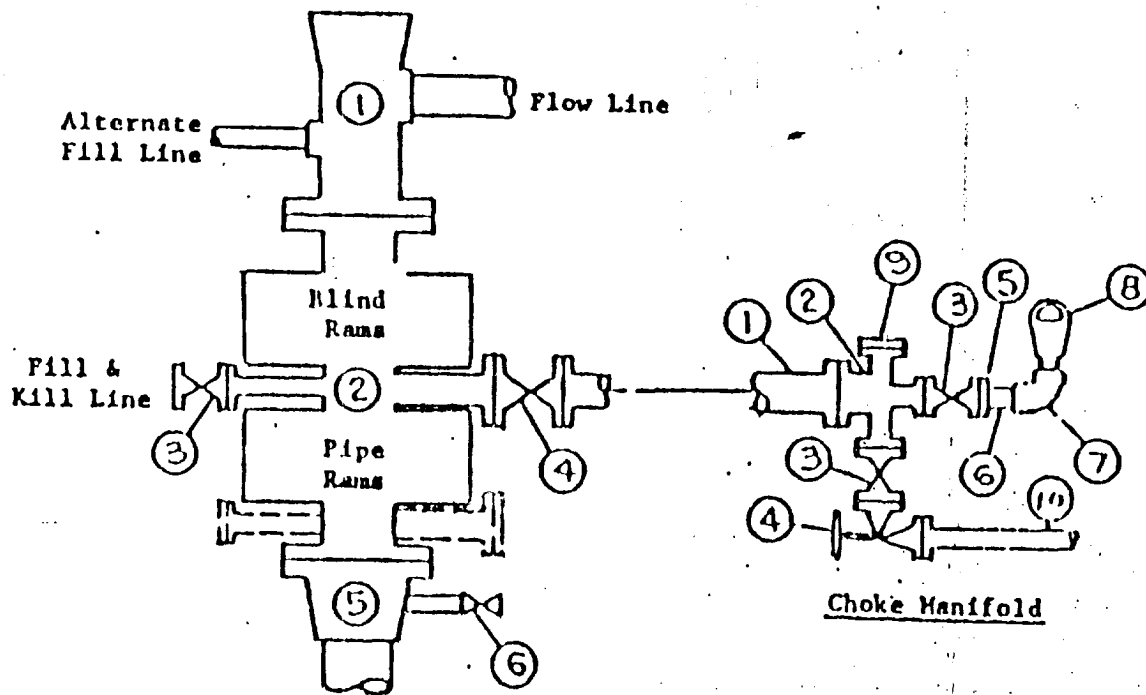 1
Flow Line
Alternate
Fill Line
Blind
Rams
Fill &
Kill Line
2
3
4
Pipe
Rams
5
6
1
2
9
3
5
8
6
7
3
4
10
Choke Manifold